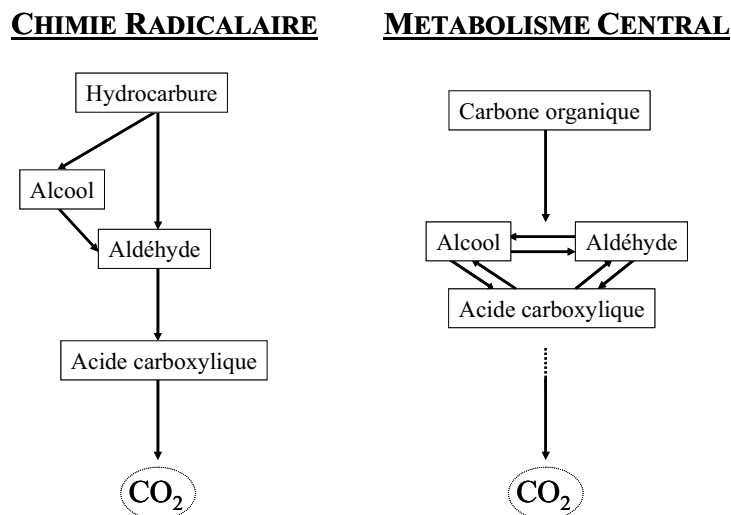 CHIMIE RADICALAIRE
Hydrocarbure
Alcool
Aldéhyde
Acide carboxylique
CO2
METABOLISME CENTRAL
Carbone organique
Alcool
Aldéhyde
Acide carboxylique
CO2